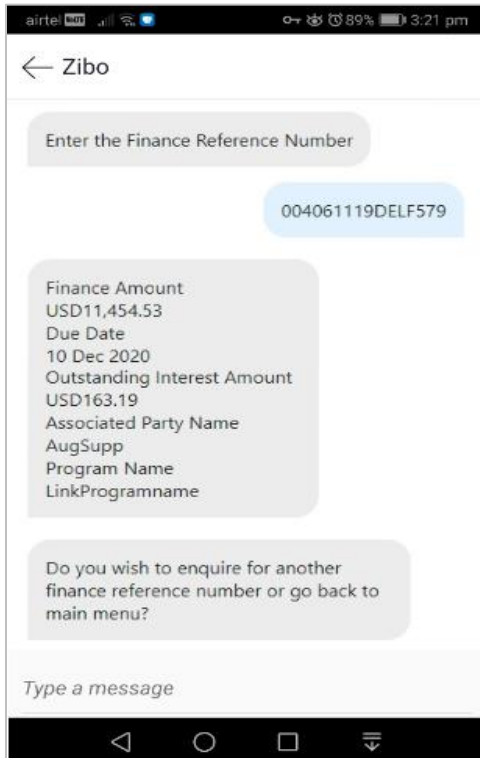 airtel VoLTE 89% 3:21 pm
Zibo
Enter the Finance Reference Number
004061119DELF579
Finance Amount
USD11,454.53
Due Date
10 Dec 2020
Outstanding Interest Amount
USD163.19
Associated Party Name
AugSupp
Program Name
LinkProgramname
Do you wish to enquire for another
finance reference number or go back to
main menu?
Type a message